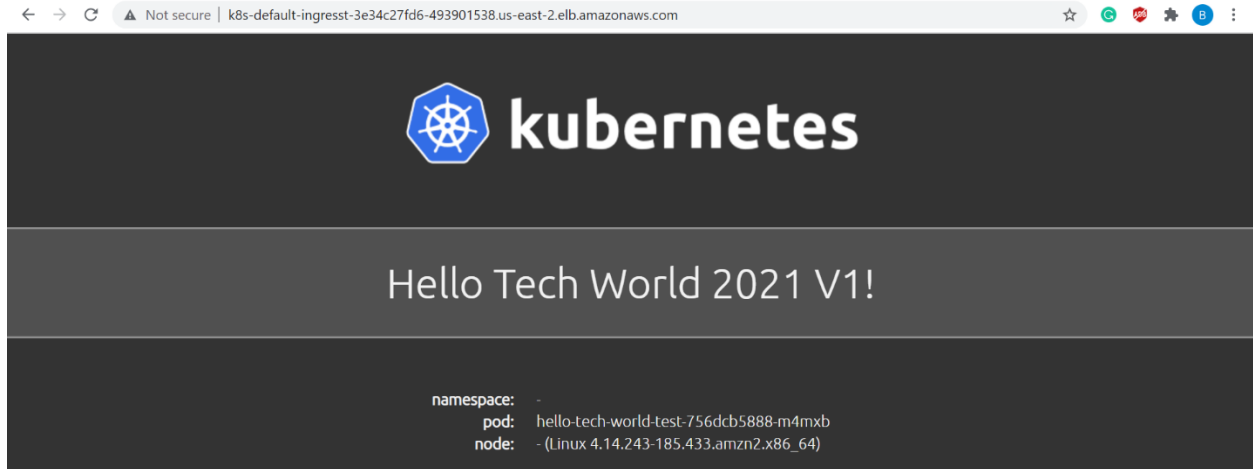 Not secure | k8s-default-ingresst-3e34c27fd6-493901538.us-east-2.elb.amazonaws.com
G ABP B
kubernetes
Hello Tech World 2021 V1!
namespace: -
pod: hello-tech-world-test-756dcb5888-m4mxb
node: - (Linux 4.14.243-185.433.amzn2.x86_64)